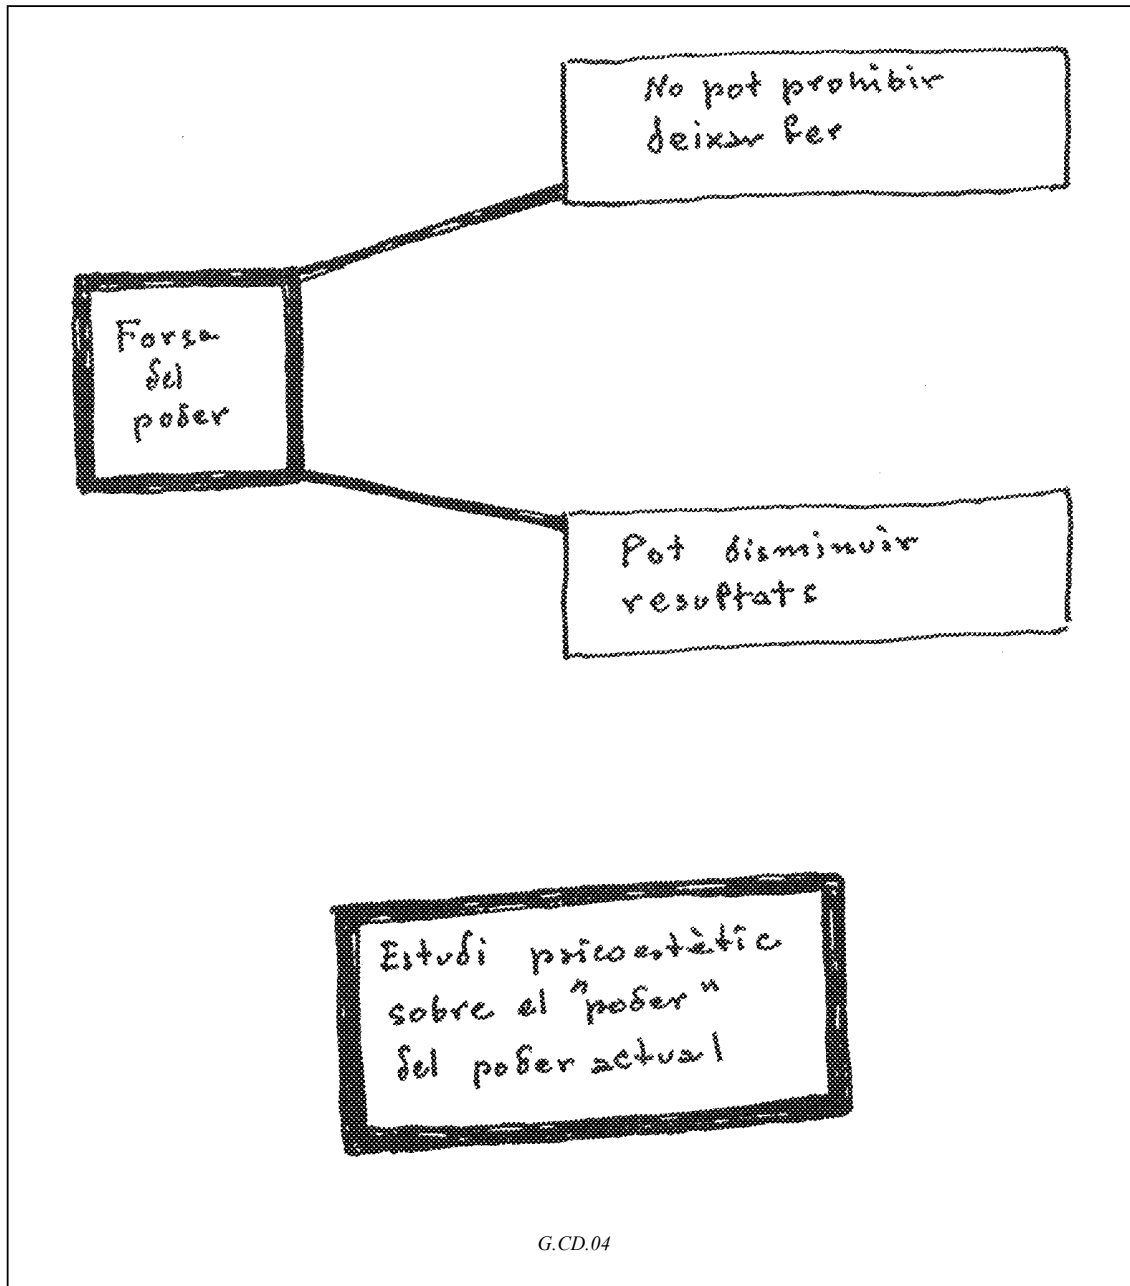 No pot prohibir
deixar fer
Forsa
del
poder
Pot disminuir
resultats
Estudi psicoestètic
sobre el "poder"
del poder actual
G.CD.04